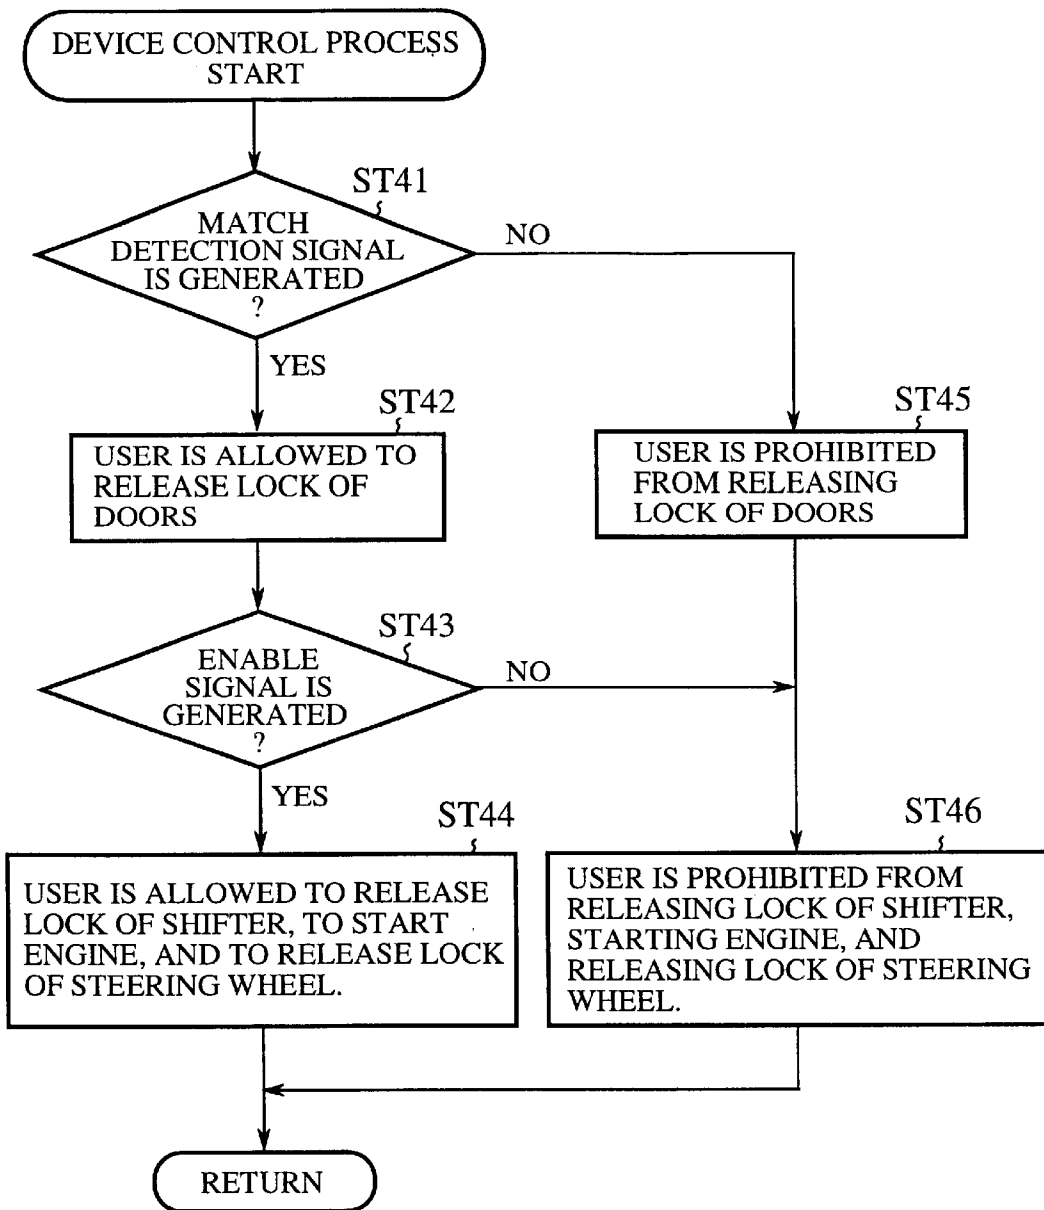 DEVICE CONTROL PROCESS
START
ST41
MATCH
DETECTION SIGNAL
IS GENERATED
?
NO
YES
ST42
USER IS ALLOWED TO
RELEASE LOCK OF
DOORS
ST45
USER IS PROHIBITED
FROM RELEASING
LOCK OF DOORS
ST43
ENABLE
SIGNAL IS
GENERATED
?
NO
YES
ST44
USER IS ALLOWED TO RELEASE
LOCK OF SHIFTER, TO START
ENGINE, AND TO RELEASE LOCK
OF STEERING WHEEL.
ST46
USER IS PROHIBITED FROM
RELEASING LOCK OF SHIFTER,
STARTING ENGINE, AND
RELEASING LOCK OF STEERING
WHEEL.
RETURN